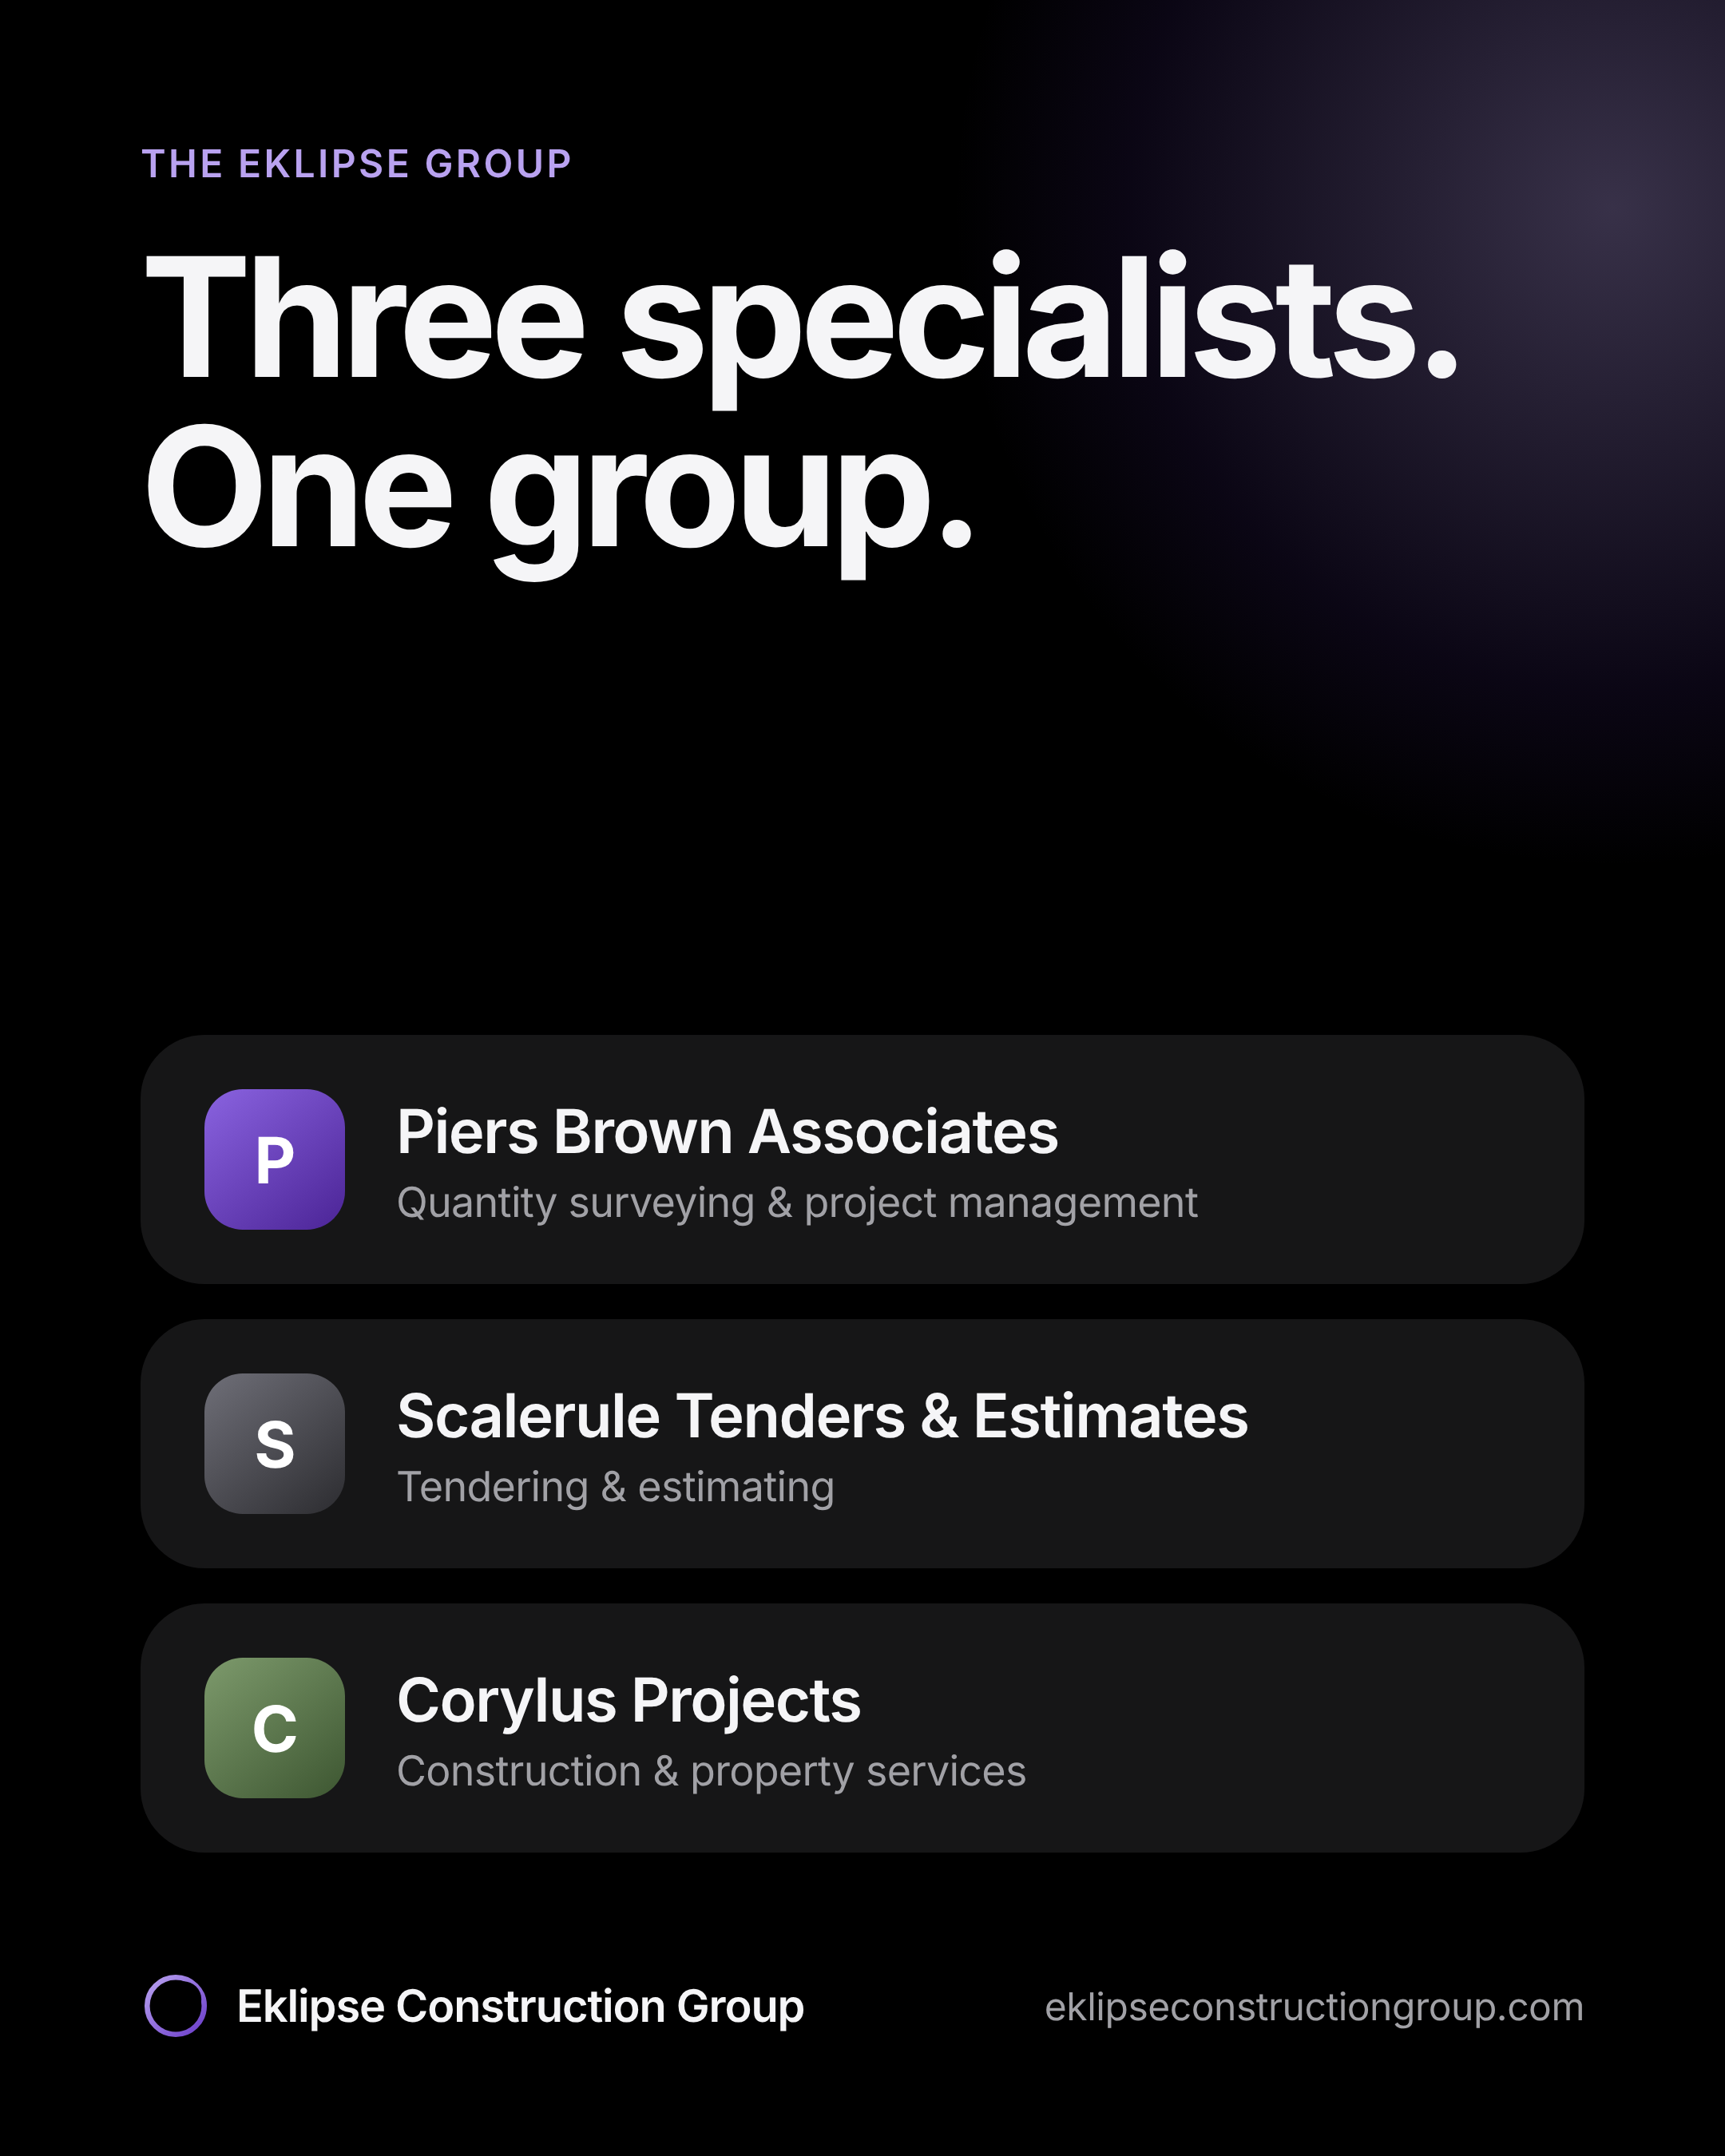 THE EKLIPSE GROUP
Three specialists.
One group.
P
Piers Brown Associates
Quantity surveying & project management
S
Scalerule Tenders & Estimates
Tendering & estimating
C
Corylus Projects
Construction & property services
Eklipse Construction Group
eklipseconstructiongroup.com